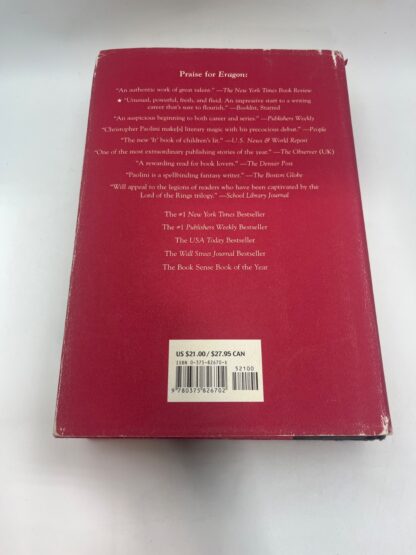 Praise for Eragon:
"An authentic work of great talent." —The New York Times Book Review
★ "Unusual, powerful, fresh, and fluid. An impressive start to a writing
career that's sure to flourish." —Booklist, Starred
"An auspicious beginning to both career and series." —Publishers Weekly
"Christopher Paolini make[s] literary magic with his precocious debut." —People
"The new 'It' book of children's lit." —U.S. News & World Report
"One of the most extraordinary publishing stories of the year." —The Observer (UK)
"A rewarding read for book lovers." —The Denver Post
"Paolini is a spellbinding fantasy writer." —The Boston Globe
"Will appeal to the legions of readers who have been captivated by the
Lord of the Rings trilogy." —School Library Journal
The #1 New York Times Bestseller
The #1 Publishers Weekly Bestseller
The USA Today Bestseller
The Wall Street Journal Bestseller
The Book Sense Book of the Year
US $21.00 / $27.95 CAN
ISBN 0-375-82670-X
52100
9 780375 826702